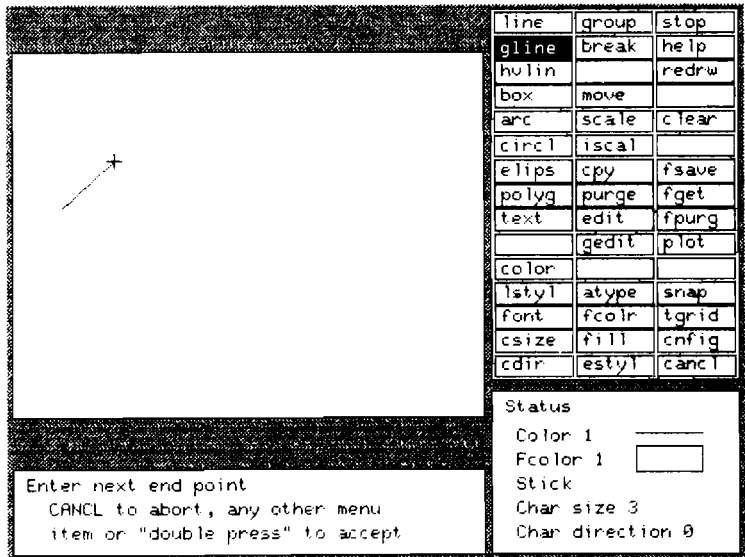 line group stop
gline break help
hvlin redrw
box move
arc scale clear
circl iscal
elips cpy fsave
polyg purge fget
text edit fpurg
gedit plot
color
lstyl atype snap
font fcolr tgrid
csize fill cnfig
cdir estyl cancl
Status
Color 1
Fcolor 1
Stick
Char size 3
Char direction 0
Enter next end point
CANCL to abort, any other menu
item or "double press" to accept